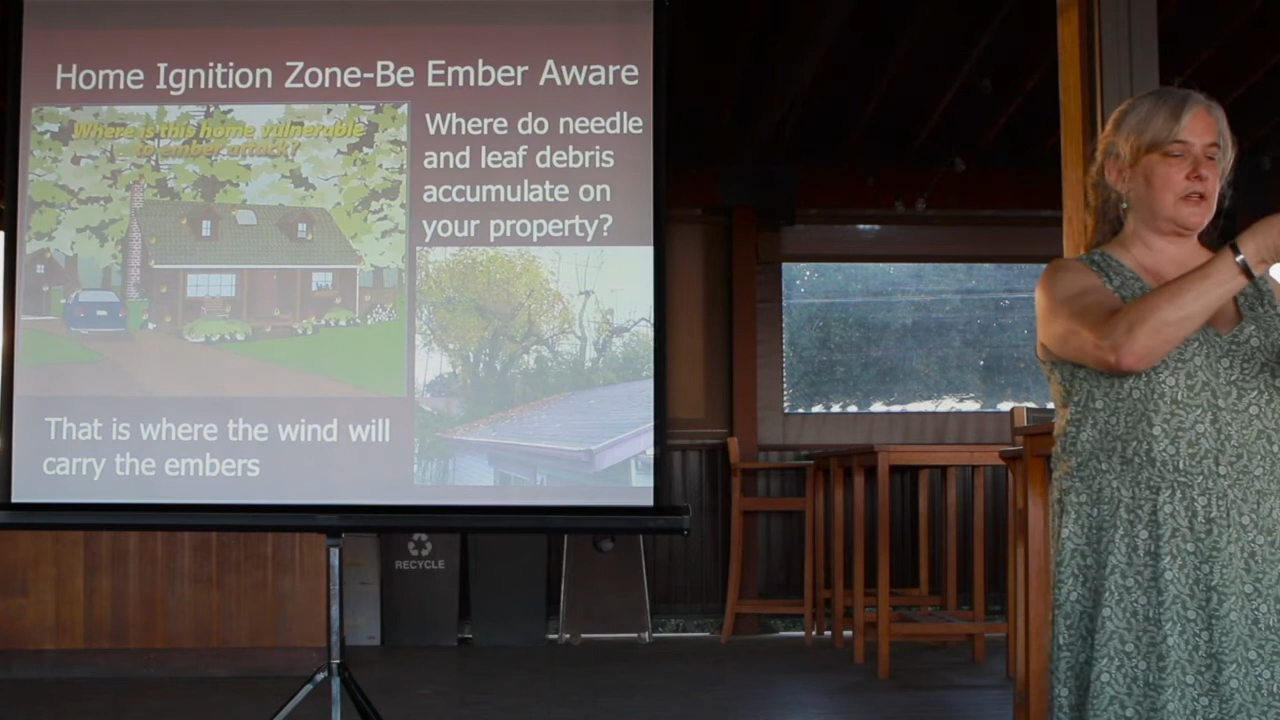 Home Ignition Zone-Be Ember Aware
Where is this home vulnerable
to ember attack?
Where do needle
and leaf debris
accumulate on
your property?
That is where the wind will
carry the embers
RECYCLE